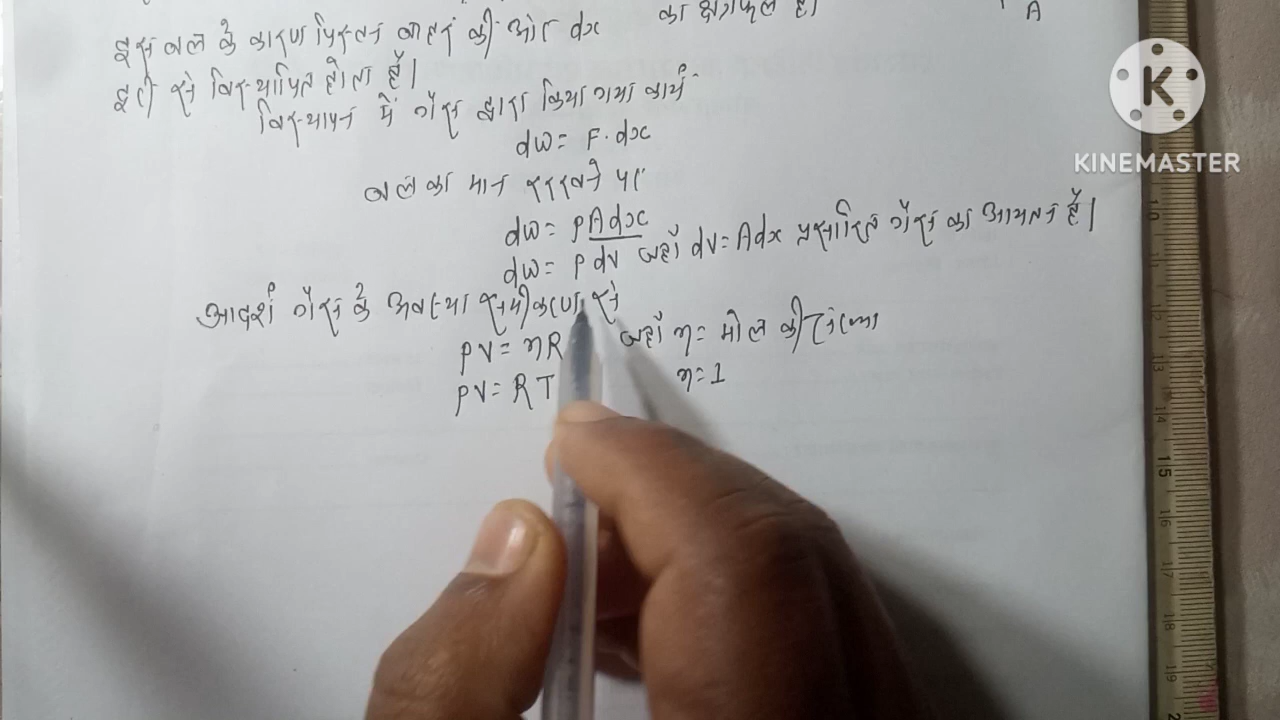 का क्षेत्रफल है।
A
इस बल के कारण पिस्टन बाहर की ओर dx
दूरी से विस्थापित होता है।
विस्थापन में गैस द्वारा किया गया कार्य
dw = F. dx
बल का मान रखने पर
dw = PAdx
dw = P dv जहाँ dv = Adx प्रसारित गैस का आयतन है।
आदर्श गैस के अवस्था समीकरण से
PV = nR जहाँ n = मोल की संख्या
PV = RT n = 1
KINEMASTER